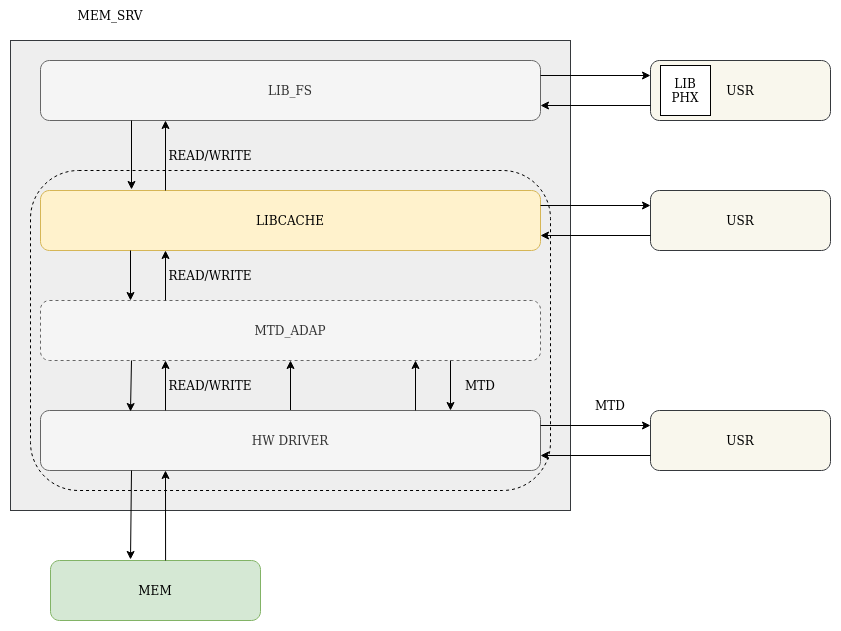 MEM_SRV
LIB_FS
LIB
PHX
USR
READ/WRITE
LIBCACHE
USR
READ/WRITE
MTD_ADAP
READ/WRITE
MTD
MTD
HW DRIVER
USR
MEM